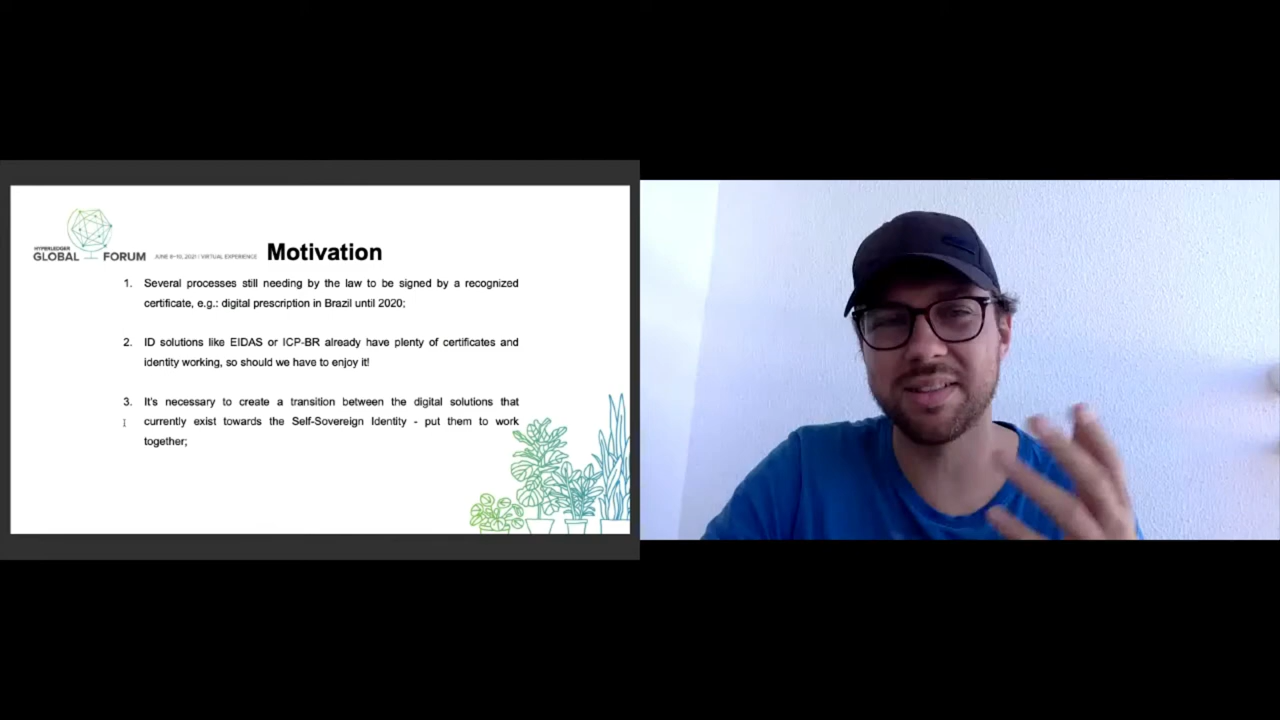 HYPERLEDGER
GLOBAL FORUM JUNE 8-10, 2021 / VIRTUAL EXPERIENCE Motivation
1. Several processes still needing by the law to be signed by a recognized
certificate, e.g.: digital prescription in Brazil until 2020;
2. ID solutions like EIDAS or ICP-BR already have plenty of certificates and
identity working, so should we have to enjoy it!
3. It's necessary to create a transition between the digital solutions that
currently exist towards the Self-Sovereign Identity - put them to work
together;